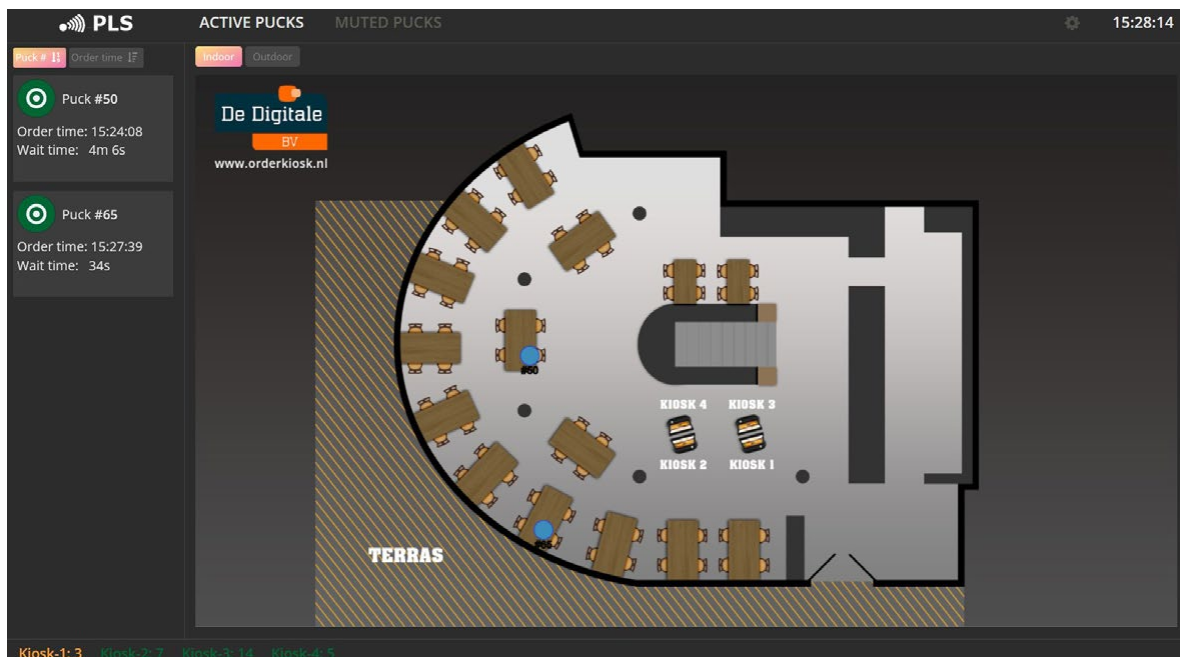 PLS
ACTIVE PUCKS
MUTED PUCKS
15:28:14
Puck #
Order time
Indoor
Outdoor
Puck #50
Order time: 15:24:08
Wait time: 4m 6s
Puck #65
Order time: 15:27:39
Wait time: 34s
De Digitale
BV
www.orderkiosk.nl
#50
KIOSK 4 KIOSK 3
KIOSK 2 KIOSK 1
#65
TERRAS
Kiosk-1: 3 Kiosk-2: 7 Kiosk-3: 14 Kiosk-4: 5